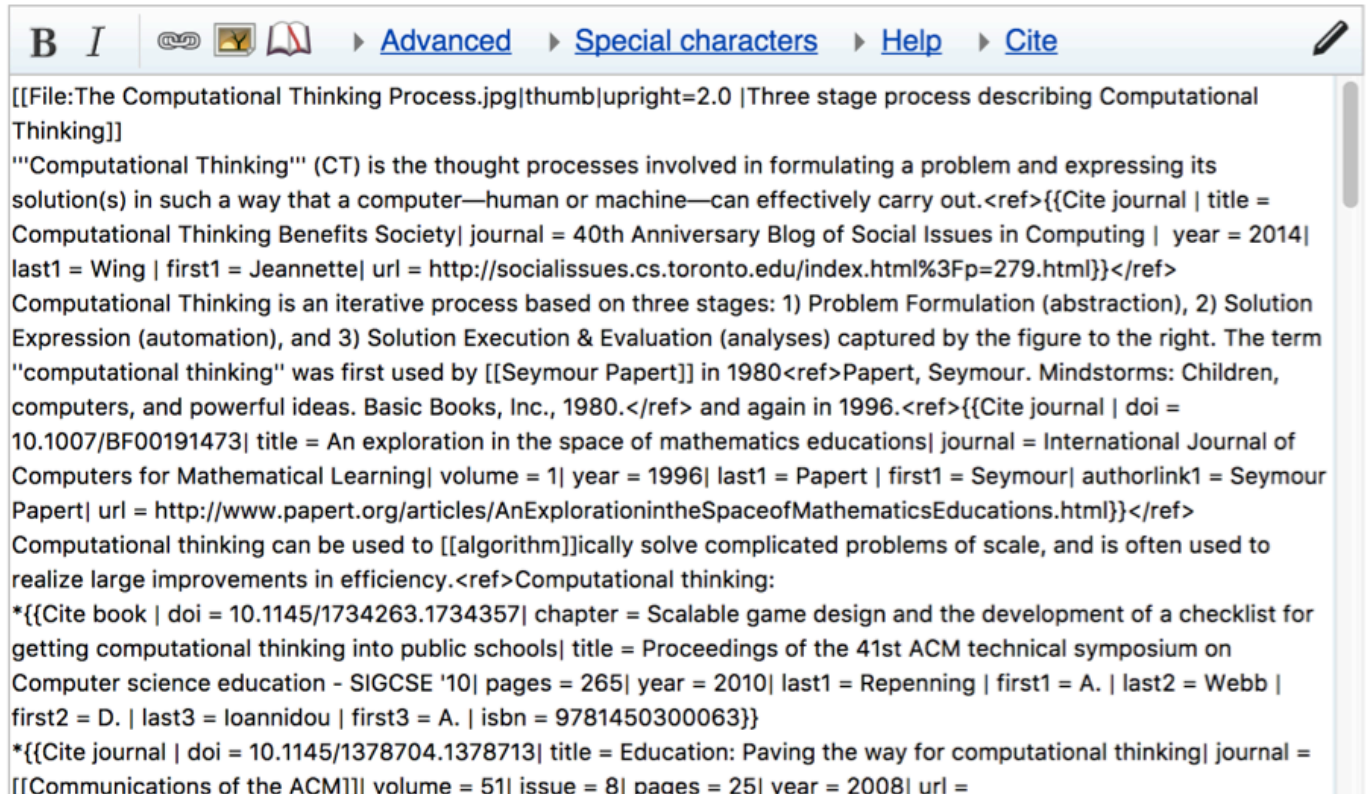 B I Advanced Special characters Help Cite
[[File:The Computational Thinking Process.jpg|thumb|upright=2.0 |Three stage process describing Computational
Thinking]]
'''Computational Thinking''' (CT) is the thought processes involved in formulating a problem and expressing its
solution(s) in such a way that a computer—human or machine—can effectively carry out.<ref>{{Cite journal | title =
Computational Thinking Benefits Society| journal = 40th Anniversary Blog of Social Issues in Computing |  year = 2014|
last1 = Wing | first1 = Jeannette| url = http://socialissues.cs.toronto.edu/index.html%3Fp=279.html}}</ref>
Computational Thinking is an iterative process based on three stages: 1) Problem Formulation (abstraction), 2) Solution
Expression (automation), and 3) Solution Execution & Evaluation (analyses) captured by the figure to the right. The term
''computational thinking'' was first used by [[Seymour Papert]] in 1980<ref>Papert, Seymour. Mindstorms: Children,
computers, and powerful ideas. Basic Books, Inc., 1980.</ref> and again in 1996.<ref>{{Cite journal | doi =
10.1007/BF00191473| title = An exploration in the space of mathematics educations| journal = International Journal of
Computers for Mathematical Learning| volume = 1| year = 1996| last1 = Papert | first1 = Seymour| authorlink1 = Seymour
Papert| url = http://www.papert.org/articles/AnExplorationintheSpaceofMathematicsEducations.html}}</ref>
Computational thinking can be used to [[algorithm]]ically solve complicated problems of scale, and is often used to
realize large improvements in efficiency.<ref>Computational thinking:
*{{Cite book | doi = 10.1145/1734263.1734357| chapter = Scalable game design and the development of a checklist for
getting computational thinking into public schools| title = Proceedings of the 41st ACM technical symposium on
Computer science education - SIGCSE '10| pages = 265| year = 2010| last1 = Repenning | first1 = A. | last2 = Webb |
first2 = D. | last3 = Ioannidou | first3 = A. | isbn = 9781450300063}}
*{{Cite journal | doi = 10.1145/1378704.1378713| title = Education: Paving the way for computational thinking| journal =
[[Communications of the ACM]]| volume = 51| issue = 8| pages = 25| year = 2008| url =